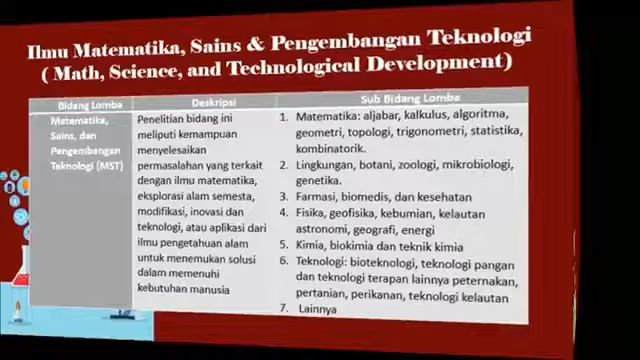 Ilmu Matematika, Sains & Pengembangan Teknologi
( Math, Science, and Technological Development)
Bidang Lomba
Matematika,
Sains, dan
Pengembangan
Teknologi (MST)
Deskripsi
Penelitian bidang ini
meliputi kemampuan
menyelesaikan
permasalahan yang terkait
dengan ilmu matematika,
eksplorasi alam semesta,
modifikasi, inovasi dan
teknologi, atau aplikasi dari
ilmu pengetahuan alam
untuk menemukan solusi
dalam memenuhi
kebutuhan manusia
Sub Bidang Lomba
1. Matematika: aljabar, kalkulus, algoritma,
geometri, topologi, trigonometri, statistika,
kombinatorik.
2. Lingkungan, botani, zoologi, mikrobiologi,
genetika.
3. Farmasi, biomedis, dan kesehatan
4. Fisika, geofisika, kebumian, kelautan
astronomi, geografi, energi
5. Kimia, biokimia dan teknik kimia
6. Teknologi: bioteknologi, teknologi pangan
dan teknologi terapan lainnya peternakan,
pertanian, perikanan, teknologi kelautan
7. Lainnya